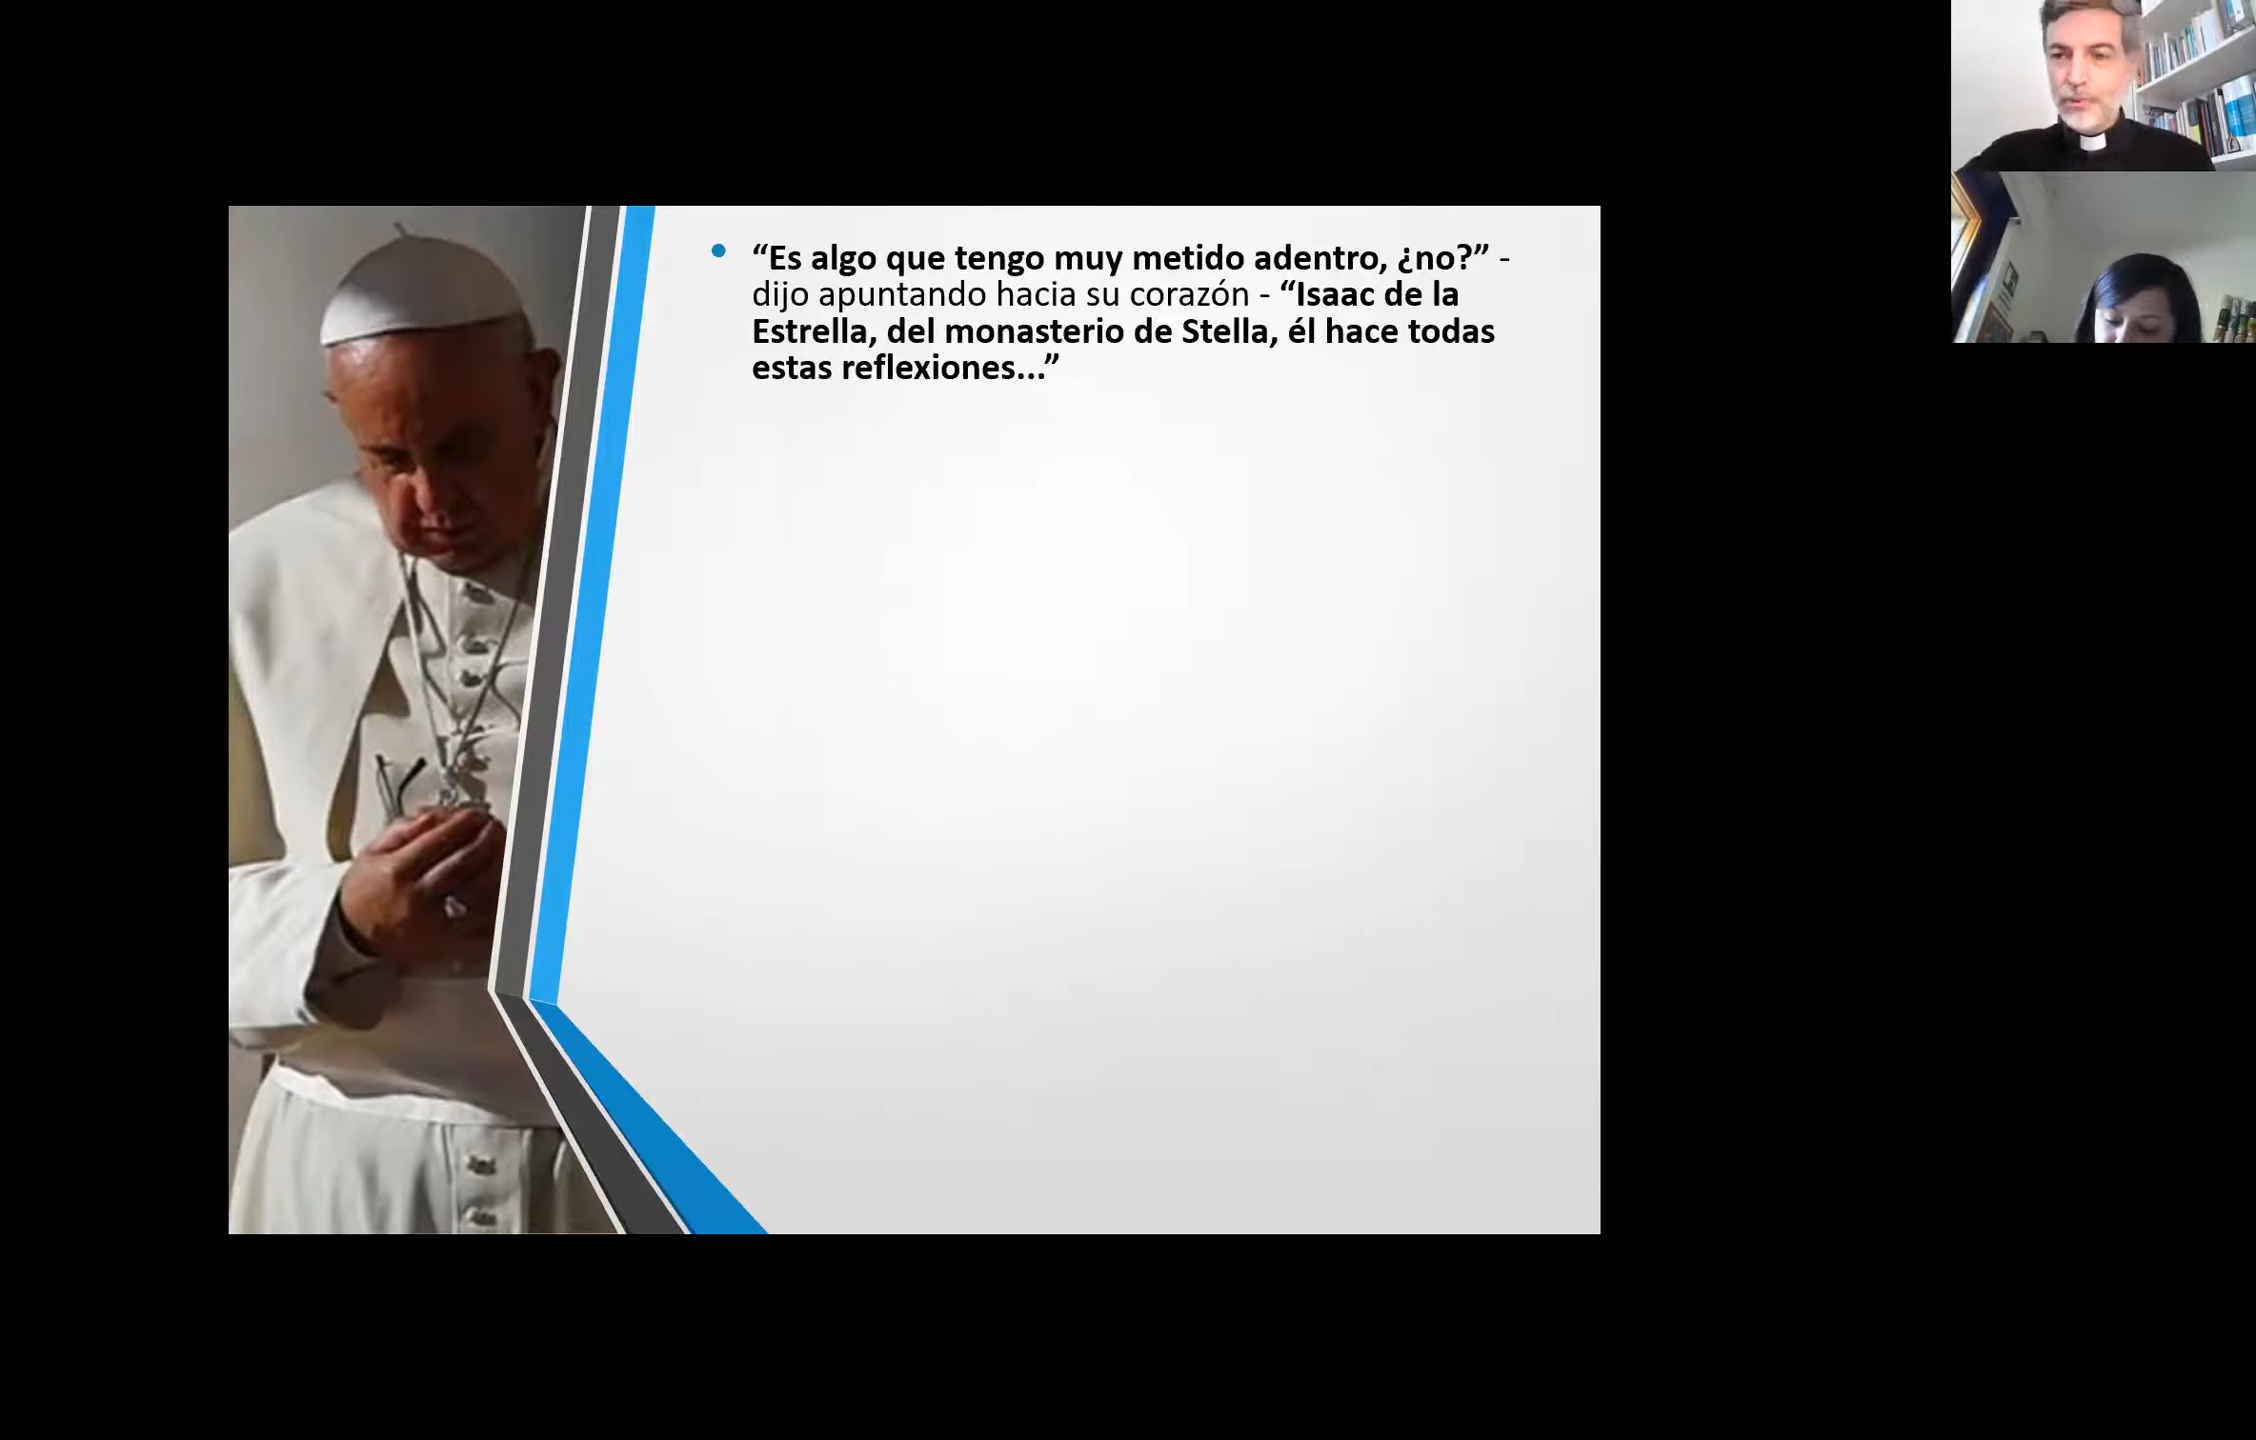 “Es algo que tengo muy metido adentro, ¿no?” -
dijo apuntando hacia su corazón - “Isaac de la
Estrella, del monasterio de Stella, él hace todas
estas reflexiones...”